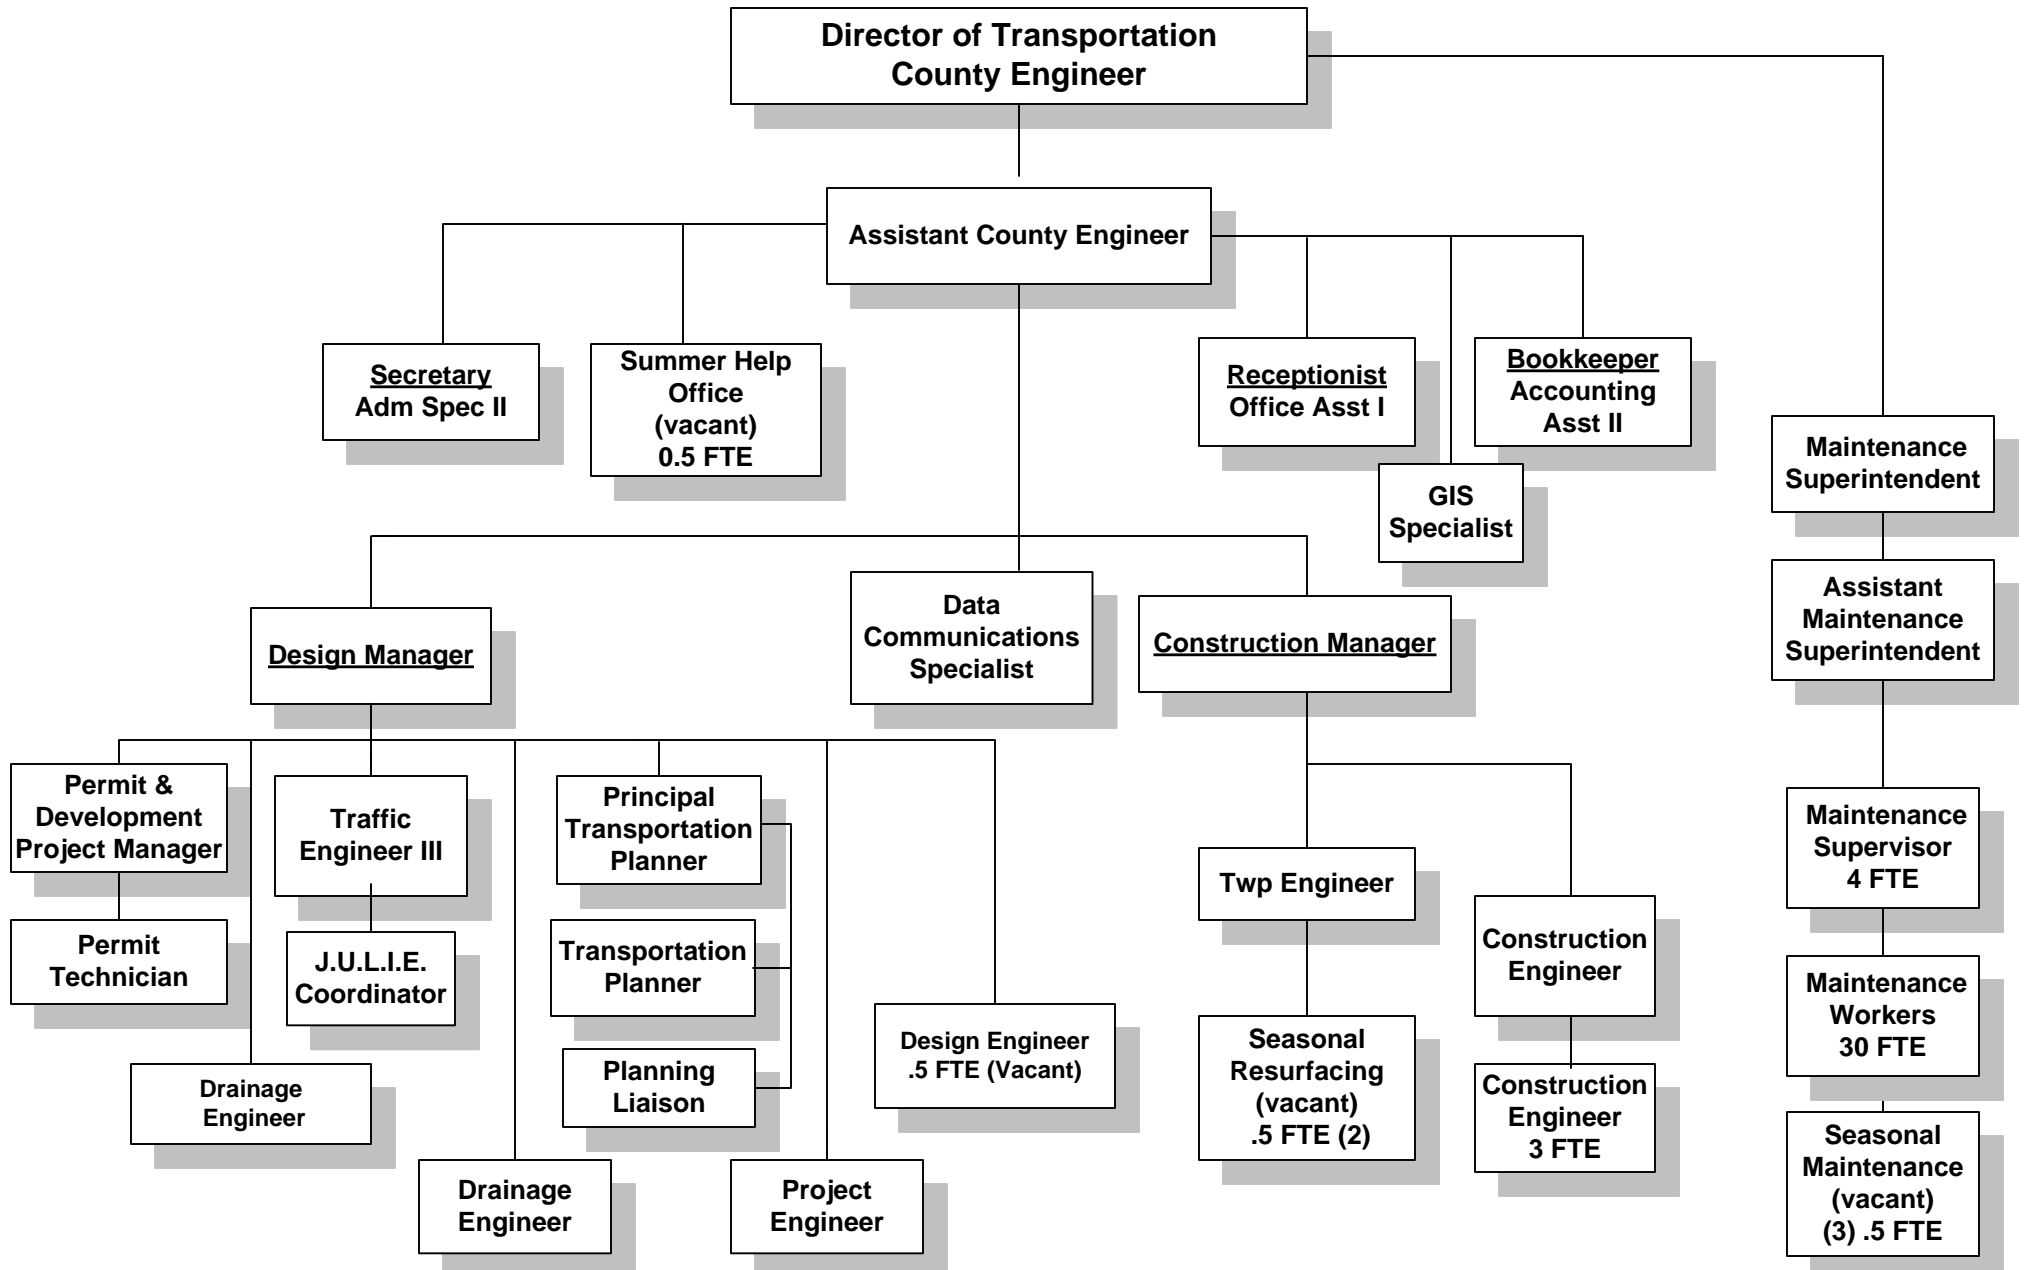 Director of Transportation
County Engineer
Assistant County Engineer
Secretary
Adm Spec II
Summer Help
Office
(vacant)
0.5 FTE
Receptionist
Office Asst I
Bookkeeper
Accounting
Asst II
GIS
Specialist
Maintenance
Superintendent
Assistant
Maintenance
Superintendent
Design Manager
Data
Communications
Specialist
Construction Manager
Permit &
Development
Project Manager
Traffic
Engineer III
Principal
Transportation
Planner
Twp Engineer
Maintenance
Supervisor
4 FTE
Permit
Technician
J.U.L.I.E.
Coordinator
Transportation
Planner
Construction
Engineer
Maintenance
Workers
30 FTE
Drainage
Engineer
Planning
Liaison
Design Engineer
.5 FTE (Vacant)
Seasonal
Resurfacing
(vacant)
.5 FTE (2)
Construction
Engineer
3 FTE
Seasonal
Maintenance
(vacant)
(3) .5 FTE
Drainage
Engineer
Project
Engineer